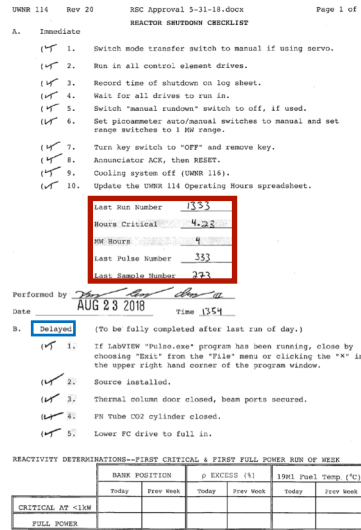 UWNR 114 Rev 20 RSC Approval 5-31-18.docx Page 1 of
REACTOR SHUTDOWN CHECKLIST
A. Immediate
(✓) 1. Switch mode transfer switch to manual if using servo.
(✓) 2. Run in all control element drives.
(✓) 3. Record time of shutdown on log sheet.
(✓) 4. Wait for all drives to run in.
(✓) 5. Switch "manual rundown" switch to off, if used.
(✓) 6. Set picoammeter auto/manual switches to manual and set
range switches to 1 MW range.
(✓) 7. Turn key switch to "OFF" and remove key.
(✓) 8. Annunciator ACK, then RESET.
(✓) 9. Cooling system off (UWNR 116).
(✓) 10. Update the UWNR 114 Operating Hours spreadsheet.
Last Run Number 1333
Hours Critical 4.23
MW Hours 4
Last Pulse Number 333
Last Sample Number 273
Performed by
Date AUG 23 2018 Time 1354
B. Delayed (To be fully completed after last run of day.)
(✓) 1. If LabVIEW "Pulse.exe" program has been running, close by
choosing "Exit" from the "File" menu or clicking the "X" in
the upper right hand corner of the program window.
(✓) 2. Source installed.
(✓) 3. Thermal column door closed, beam ports secured.
(✓) 4. PN Tube CO2 cylinder closed.
(✓) 5. Lower FC drive to full in.
REACTIVITY DETERMINATIONS--FIRST CRITICAL & FIRST FULL POWER RUN OF WEEK
BANK POSITION ρ EXCESS (%) 19M1 Fuel Temp.(°C)
Today Prev Week Today Prev Week Today Prev Week
CRITICAL AT <1kW
FULL POWER